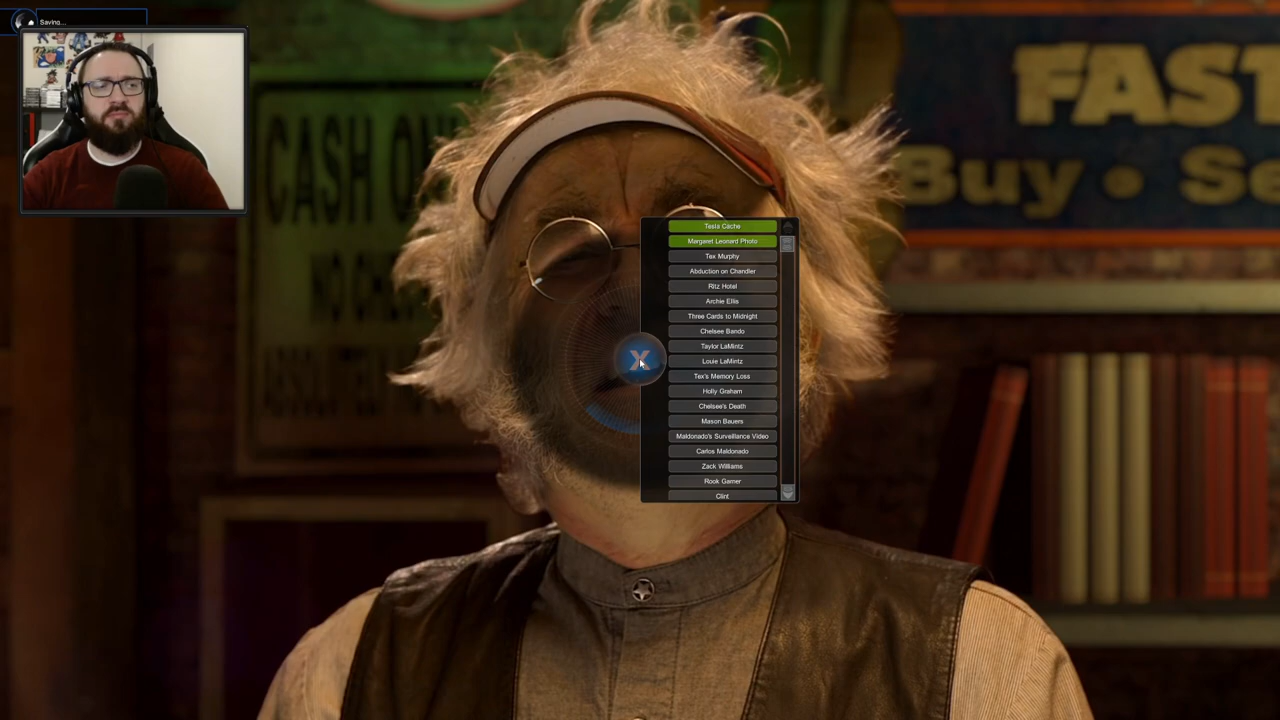 Saving...
CASH ON
FAST
Buy • Se
Tasia Cache
Margaret Leonard Photo
Tex Murphy
Abduction on Chandler
Ritz Hotel
Archie Ellis
Three Cards to Midnight
Chelsee Bando
Taylor LaMintz
Louie LaMintz
Tex's Memory Loss
Holly Graham
Chelsee's Death
Mason Bauers
Maldonado's Surveillance Video
Carlos Maldonado
Zack Williams
Rook Garner
Clint
X